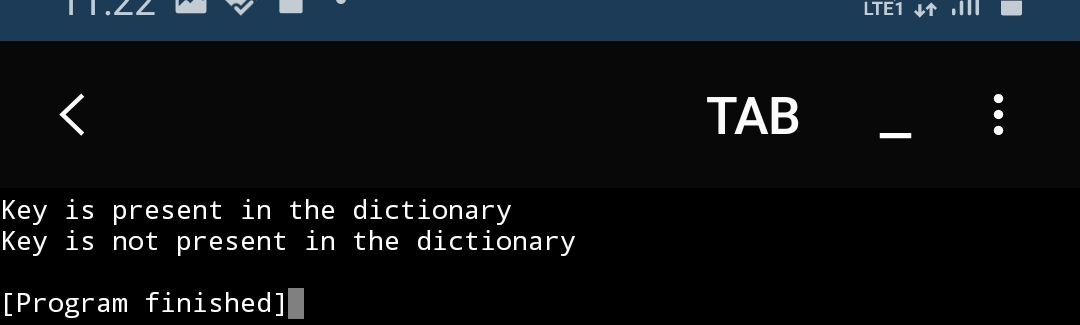 11:22
LTE1
TAB
Key is present in the dictionary
Key is not present in the dictionary
[Program finished]